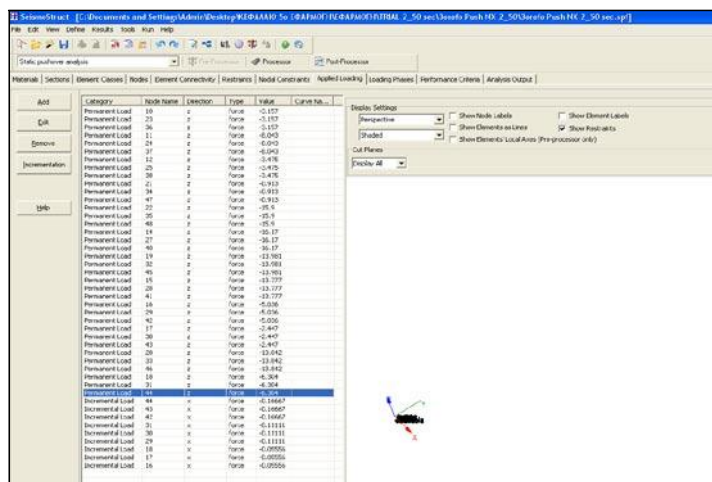 SeismoStruct [C:\Documents and Settings\Admin\Desktop\ΚΕΦΑΛΑΙΟ 5ο (ΕΦΑΡΜΟΓΗ\ΕΦΑΡΜΟΓΗ\TRIAL 2_50 sec\3orofo Push NX 2_50\3orofo Push NX 2_50 sec.spf]
File Edit View Define Results Tools Run Help
Static pushover analysis Pre-Processor Processor Post-Processor
Materials Sections Element Classes Nodes Element Connectivity Restraints Nodal Constraints Applied Loading Loading Phases Performance Criteria Analysis Output
Add
Edit
Remove
Incrementation
Help
Category Node Name Direction Type Value Curve Na...
Permanent Load 10 z force -3.157
Permanent Load 23 z force -3.157
Permanent Load 36 z force -3.157
Permanent Load 11 z force -8.043
Permanent Load 24 z force -8.043
Permanent Load 37 z force -8.043
Permanent Load 12 z force -3.475
Permanent Load 25 z force -3.475
Permanent Load 38 z force -3.475
Permanent Load 21 z force -0.913
Permanent Load 34 z force -0.913
Permanent Load 47 z force -0.913
Permanent Load 22 z force -15.9
Permanent Load 35 z force -15.9
Permanent Load 48 z force -15.9
Permanent Load 14 z force -16.17
Permanent Load 27 z force -16.17
Permanent Load 40 z force -16.17
Permanent Load 19 z force -13.981
Permanent Load 32 z force -13.981
Permanent Load 45 z force -13.981
Permanent Load 15 z force -13.777
Permanent Load 28 z force -13.777
Permanent Load 41 z force -13.777
Permanent Load 16 z force -5.036
Permanent Load 29 z force -5.036
Permanent Load 42 z force -5.036
Permanent Load 17 z force -2.447
Permanent Load 30 z force -2.447
Permanent Load 43 z force -2.447
Permanent Load 20 z force -13.842
Permanent Load 33 z force -13.842
Permanent Load 46 z force -13.842
Permanent Load 18 z force -6.304
Permanent Load 31 z force -6.304
Permanent Load 44 z force -6.304
Incremental Load 44 x force -0.16667
Incremental Load 43 x force -0.16667
Incremental Load 42 x force -0.16667
Incremental Load 31 x force -0.11111
Incremental Load 30 x force -0.11111
Incremental Load 29 x force -0.11111
Incremental Load 18 x force -0.05556
Incremental Load 17 x force -0.05556
Incremental Load 16 x force -0.05556
Display Settings
Perspective
Shaded
Show Node Labels
Show Element Labels
Show Elements as Lines
Show Restraints
Show Elements' Local Axes (Pre-processor only)
Cut Planes
Display All
X